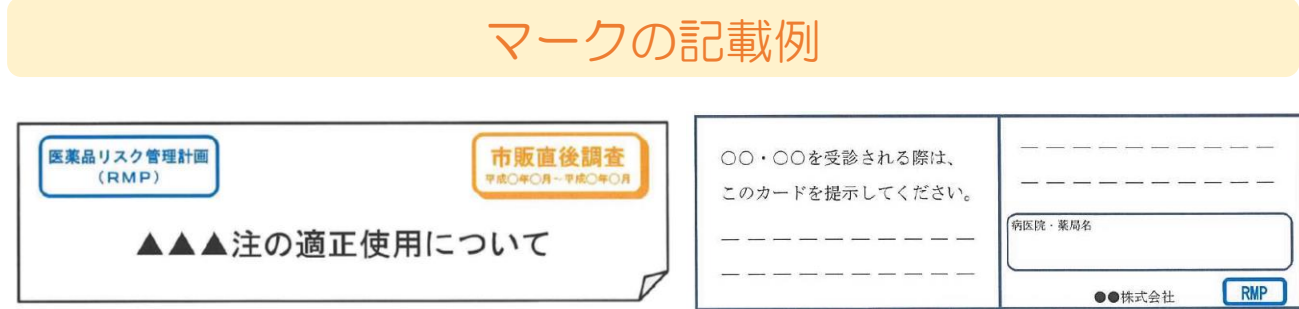 マークの記載例
医薬品リスク管理計画
(RMP)
市販直後調査
平成○年○月～平成○年○月
▲▲▲注の適正使用について
○○・○○を受診される際は、
このカードを提示してください。
病医院・薬局名
●●株式会社
RMP